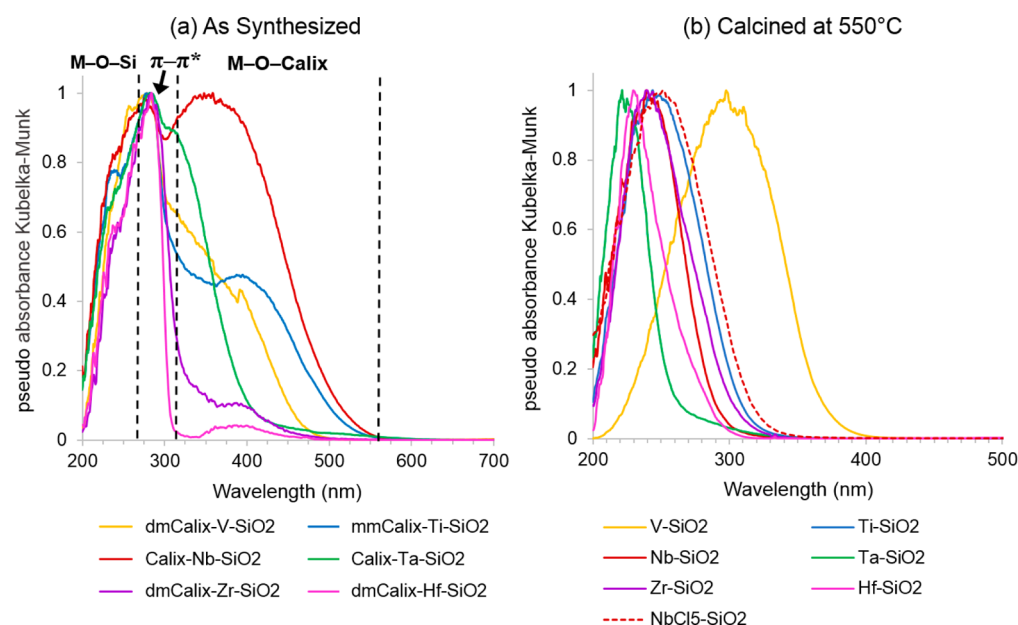 (a) As Synthesized
M–O–Si π–π* M–O–Calix
pseudo absorbance Kubelka-Munk
1
0.8
0.6
0.4
0.2
0
200 300 400 500 600 700
Wavelength (nm)
dmCalix-V-SiO2 mmCalix-Ti-SiO2
Calix-Nb-SiO2 Calix-Ta-SiO2
dmCalix-Zr-SiO2 dmCalix-Hf-SiO2
(b) Calcined at 550°C
pseudo absorbance Kubelka-Munk
1
0.8
0.6
0.4
0.2
0
200 300 400 500
Wavelength (nm)
V-SiO2 Ti-SiO2
Nb-SiO2 Ta-SiO2
Zr-SiO2 Hf-SiO2
NbCl5-SiO2